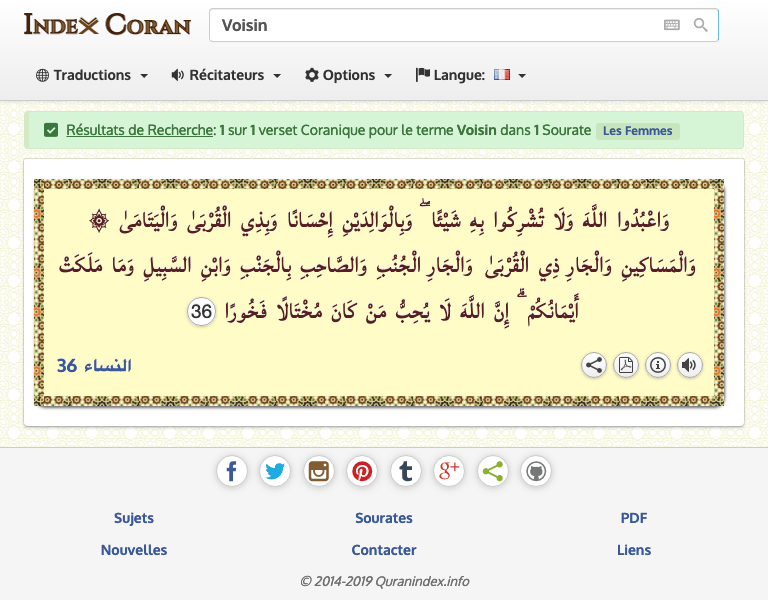 INDEX CORAN
Voisin
Traductions
Récitateurs
Options
Langue:
Résultats de Recherche: 1 sur 1 verset Coranique pour le terme Voisin dans 1 Sourate Les Femmes
۞ وَاعْبُدُوا اللَّهَ وَلَا تُشْرِكُوا بِهِ شَيْئًا ۖ وَبِالْوَالِدَيْنِ إِحْسَانًا وَبِذِي الْقُرْبَىٰ وَالْيَتَامَىٰ
وَالْمَسَاكِينِ وَالْجَارِ ذِي الْقُرْبَىٰ وَالْجَارِ الْجُنُبِ وَالصَّاحِبِ بِالْجَنْبِ وَابْنِ السَّبِيلِ وَمَا مَلَكَتْ
أَيْمَانُكُمْ ۗ إِنَّ اللَّهَ لَا يُحِبُّ مَنْ كَانَ مُخْتَالًا فَخُورًا 36
النساء 36
Sujets
Sourates
PDF
Nouvelles
Contacter
Liens
© 2014-2019 Quranindex.info